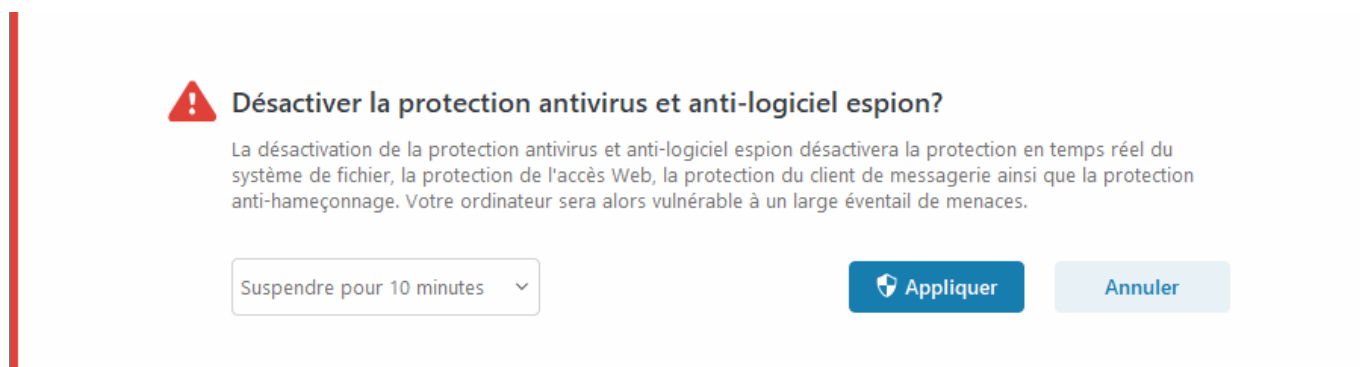 Désactiver la protection antivirus et anti-logiciel espion?
La désactivation de la protection antivirus et anti-logiciel espion désactivera la protection en temps réel du
système de fichier, la protection de l'accès Web, la protection du client de messagerie ainsi que la protection
anti-hameçonnage. Votre ordinateur sera alors vulnérable à un large éventail de menaces.
Suspendre pour 10 minutes
Appliquer
Annuler